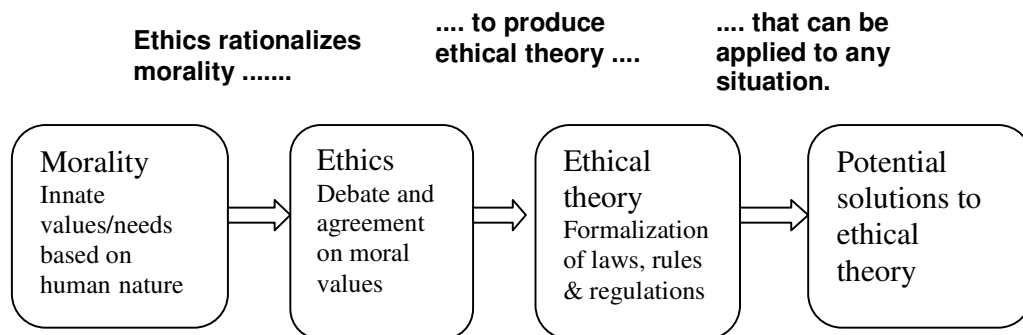 Ethics rationalizes
morality .......
.... to produce
ethical theory ....
.... that can be
applied to any
situation.
Morality
Innate
values/needs
based on
human nature
Ethics
Debate and
agreement
on moral
values
Ethical
theory
Formalization
of laws, rules
& regulations
Potential
solutions to
ethical
theory